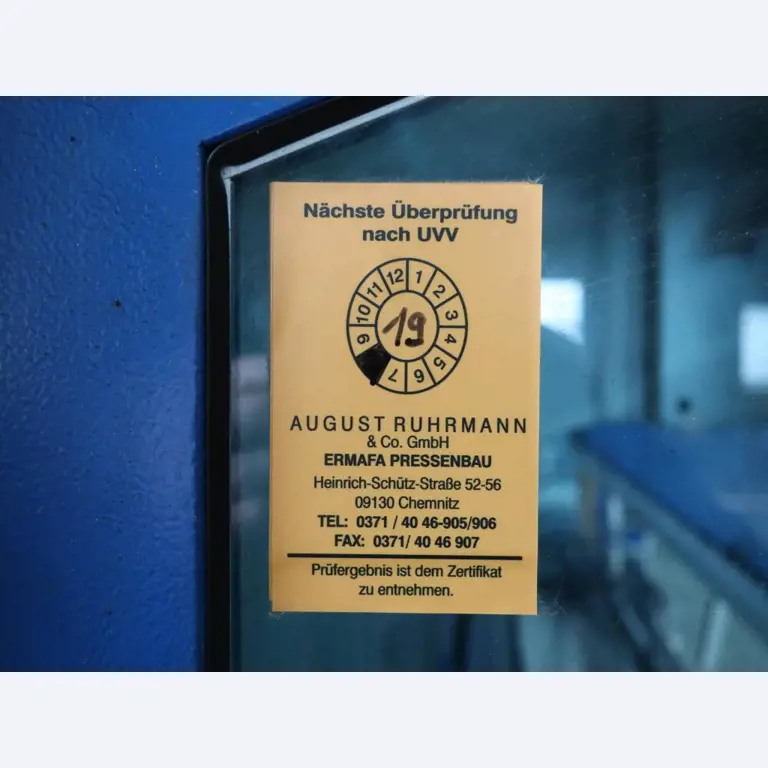 Nächste Überprüfung
nach UVV
12 1 2 3 4 5 6 7 9 10 11
19
AUGUST RUHRMANN
& Co. GmbH
ERMAFA PRESSENBAU
Heinrich-Schütz-Straße 52-56
09130 Chemnitz
TEL: 0371 / 40 46-905/906
FAX: 0371/ 40 46 907
Prüfergebnis ist dem Zertifikat
zu entnehmen.